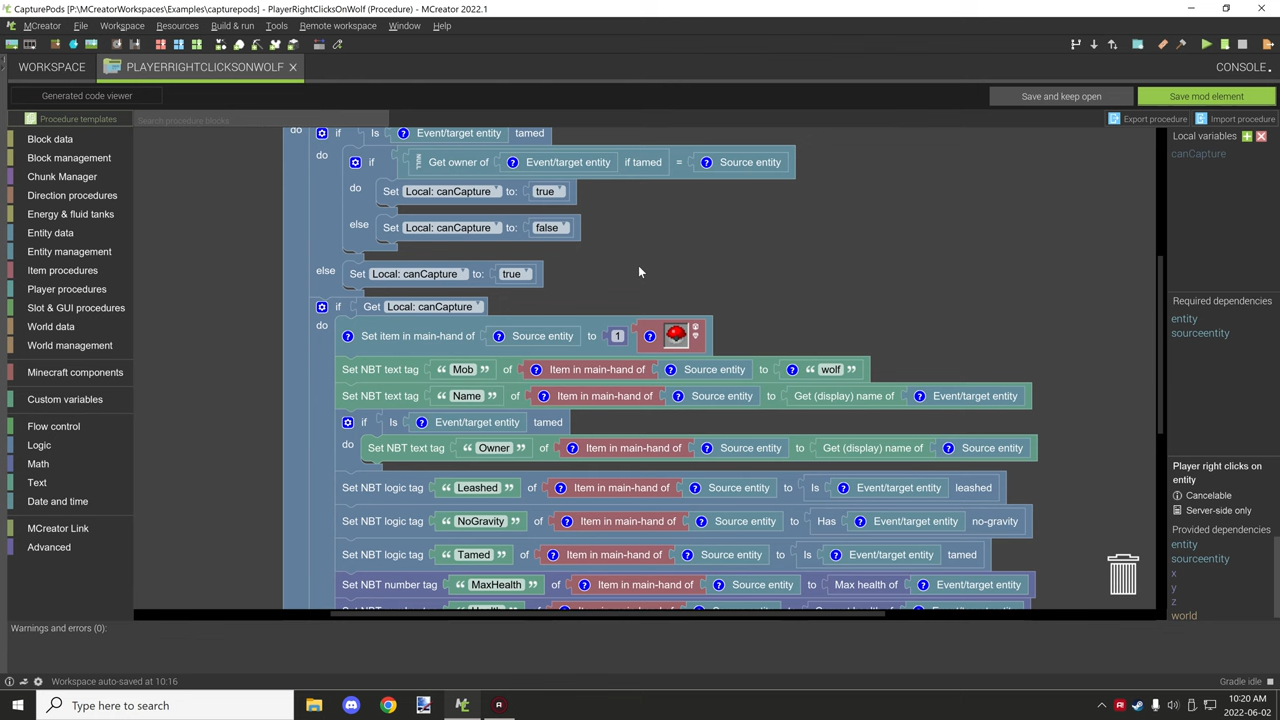 CapturePods [P:\MCreatorWorkspaces\Examples\capturepods] - PlayerRightClicksOnWolf (Procedure) - MCreator 2022.1
MCreator File Workspace Resources Build & run Tools Remote workspace Window Help
WORKSPACE PLAYERRIGHTCLICKSONWOLF CONSOLE
Generated code viewer Save and keep open Save mod element
Procedure templates Search procedure blocks Export procedure Import procedure
do if Is Event/target entity tamed Local variables
Block data canCapture
Block management do if NULL Get owner of Event/target entity if tamed = Source entity
Chunk Manager
Direction procedures do Set Local: canCapture to: true
Energy & fluid tanks
Entity data else Set Local: canCapture to: false
Entity management
Item procedures else Set Local: canCapture to: true
Player procedures
Slot & GUI procedures if Get Local: canCapture Required dependencies
World data do entity
World management Set item in main-hand of Source entity to 1 sourceentity
Minecraft components Set NBT text tag “ Mob ” of Item in main-hand of Source entity to “ wolf ”
Custom variables Set NBT text tag “ Name ” of Item in main-hand of Source entity to Get (display) name of Event/target entity
Flow control if Is Event/target entity tamed
Logic do Set NBT text tag “ Owner ” of Item in main-hand of Source entity to Get (display) name of Source entity
Math Player right clicks on entity
Text Set NBT logic tag “ Leashed ” of Item in main-hand of Source entity to Is Event/target entity leashed
Date and time Cancelable
Server-side only
MCreator Link Set NBT logic tag “ NoGravity ” of Item in main-hand of Source entity to Has Event/target entity no-gravity
Advanced Provided dependencies
entity
Set NBT logic tag “ Tamed ” of Item in main-hand of Source entity to Is Event/target entity tamed
sourceentity
x
Set NBT number tag “ MaxHealth ” of Item in main-hand of Source entity to Max health of Event/target entity
y
z
world
Warnings and errors (0):
Workspace auto-saved at 10:16 Gradle idle
Type here to search 10:20 AM
2022-06-02